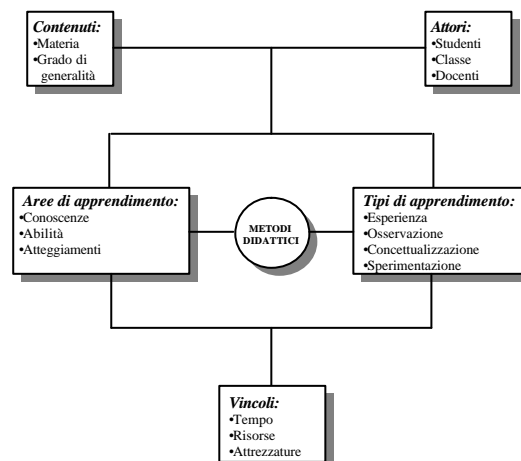 Contenuti:
•Materia
•Grado di
generalità
Attori:
•Studenti
•Classe
•Docenti
Aree di apprendimento:
•Conoscenze
•Abilità
•Atteggiamenti
METODI
DIDATTICI
Tipi di apprendimento:
•Esperienza
•Osservazione
•Concettualizzazione
•Sperimentazione
Vincoli:
•Tempo
•Risorse
•Attrezzature